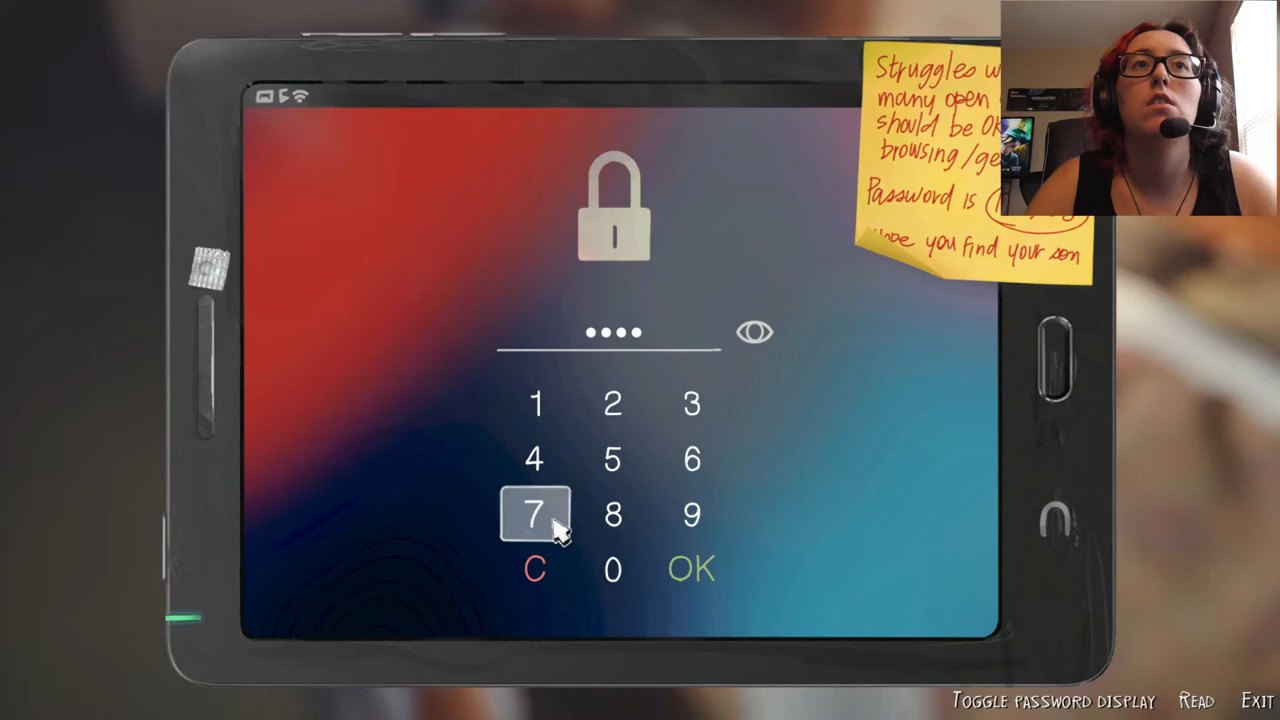 Struggles w
many open
should be OK
browsing/ge
Password is
you find your son
1 2 3
4 5 6
7 8 9
C 0 OK
TOGGLE PASSWORD DISPLAY READ EXIT